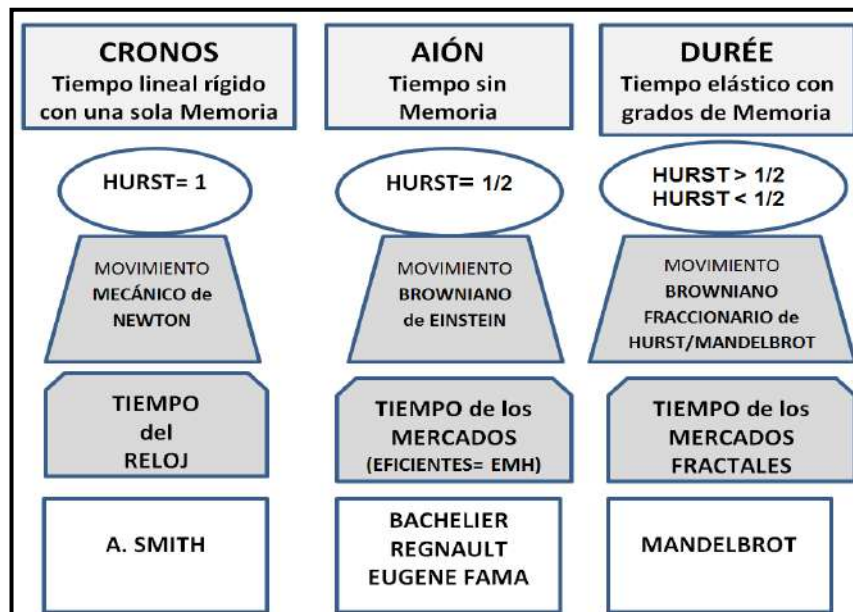 CRONOS
Tiempo lineal rígido
con una sola Memoria
HURST= 1
MOVIMIENTO
MECÁNICO de
NEWTON
TIEMPO
del
RELOJ
A. SMITH
AIÓN
Tiempo sin
Memoria
HURST= 1/2
MOVIMIENTO
BROWNIANO
de EINSTEIN
TIEMPO de los
MERCADOS
(EFICIENTES= EMH)
BACHELIER
REGNAULT
EUGENE FAMA
DURÉE
Tiempo elástico con
grados de Memoria
HURST > 1/2
HURST < 1/2
MOVIMIENTO
BROWNIANO
FRACCIONARIO de
HURST/MANDELBROT
TIEMPO de los
MERCADOS
FRACTALES
MANDELBROT